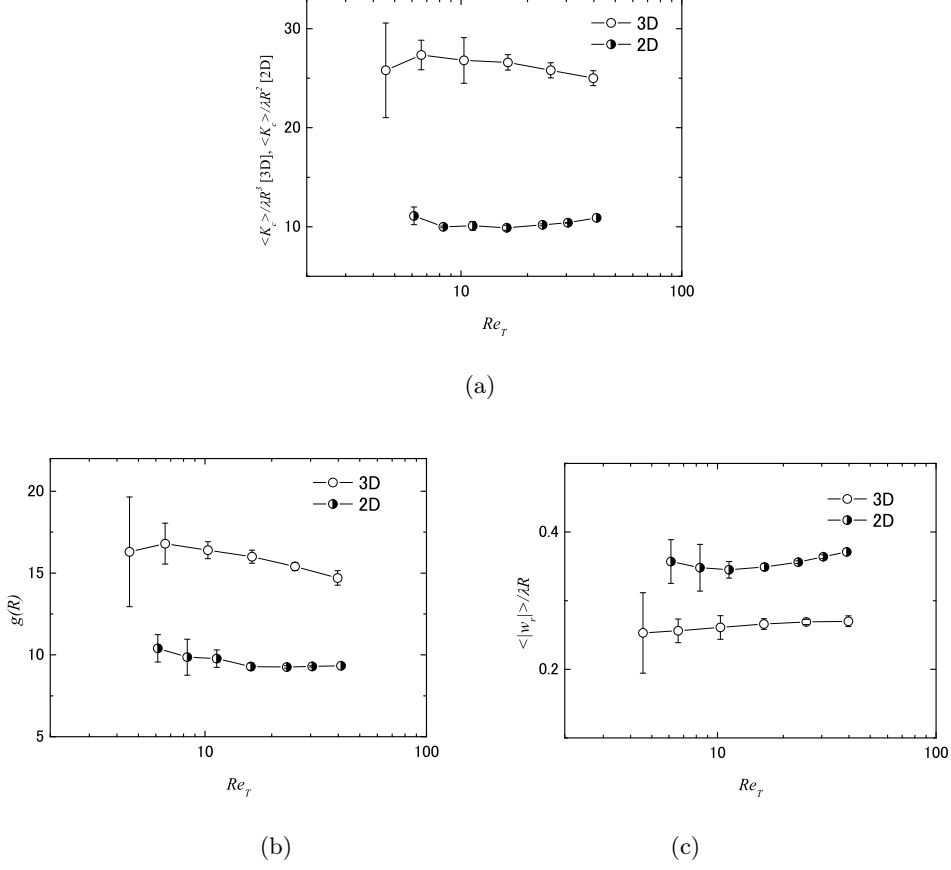 30
20
10
<K_c>/λR^3 [3D], <K_c>/λR^2 [2D]
3D
2D
10
100
Re_T
(a)
20
15
10
5
g(R)
3D
2D
10
100
Re_T
(b)
0.4
0.2
<|w_r|>/λR
3D
2D
10
100
Re_T
(c)